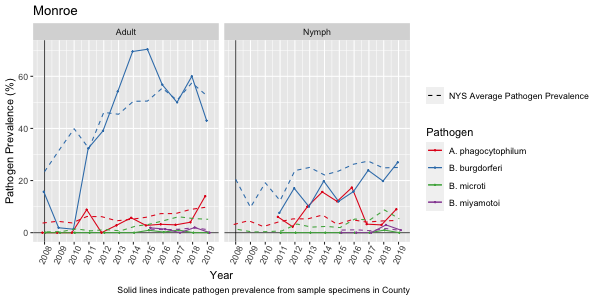 Monroe
Adult
Nymph
Pathogen Prevalence (%)
60
40
20
0
2008 2009 2010 2011 2012 2013 2014 2015 2016 2017 2018 2019
2008 2009 2010 2011 2012 2013 2014 2015 2016 2017 2018 2019
Year
NYS Average Pathogen Prevalence
Pathogen
A. phagocytophilum
B. burgdorferi
B. microti
B. miyamotoi
Solid lines indicate pathogen prevalence from sample specimens in County